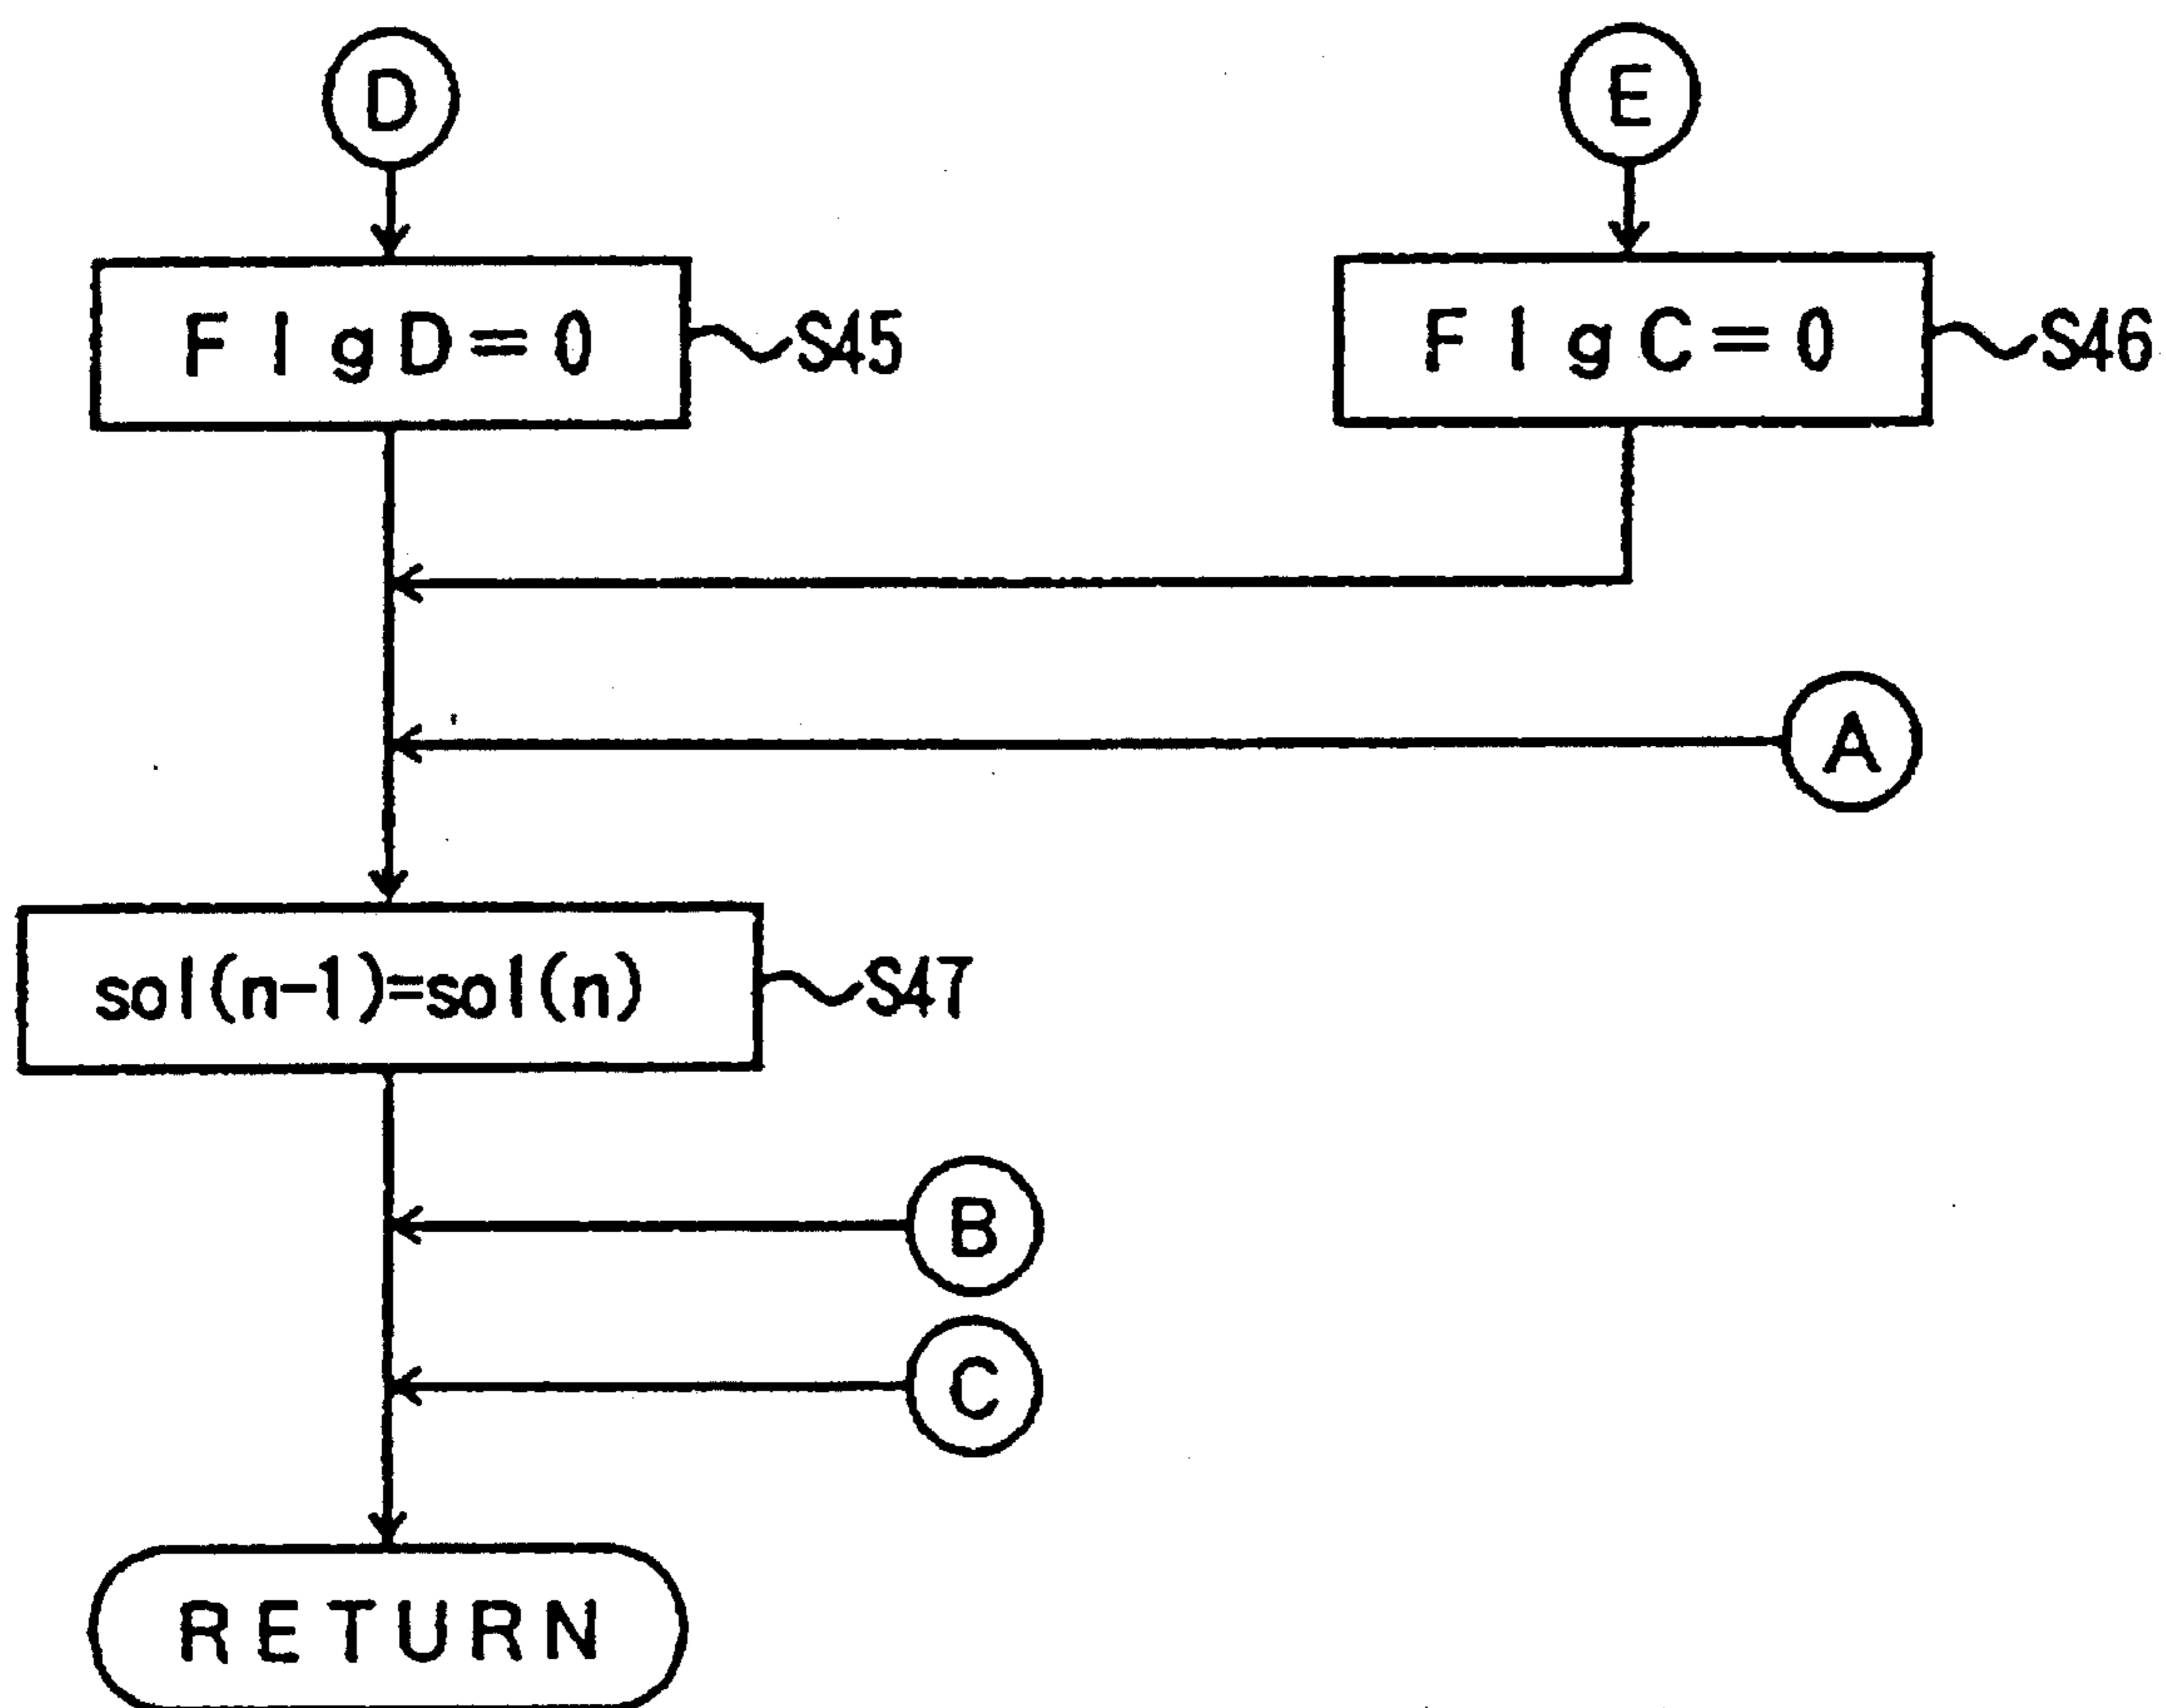 D
E
FlgD=0
S45
FlgC=0
S46
A
sol(n-1)=sol(n)
S47
B
C
RETURN